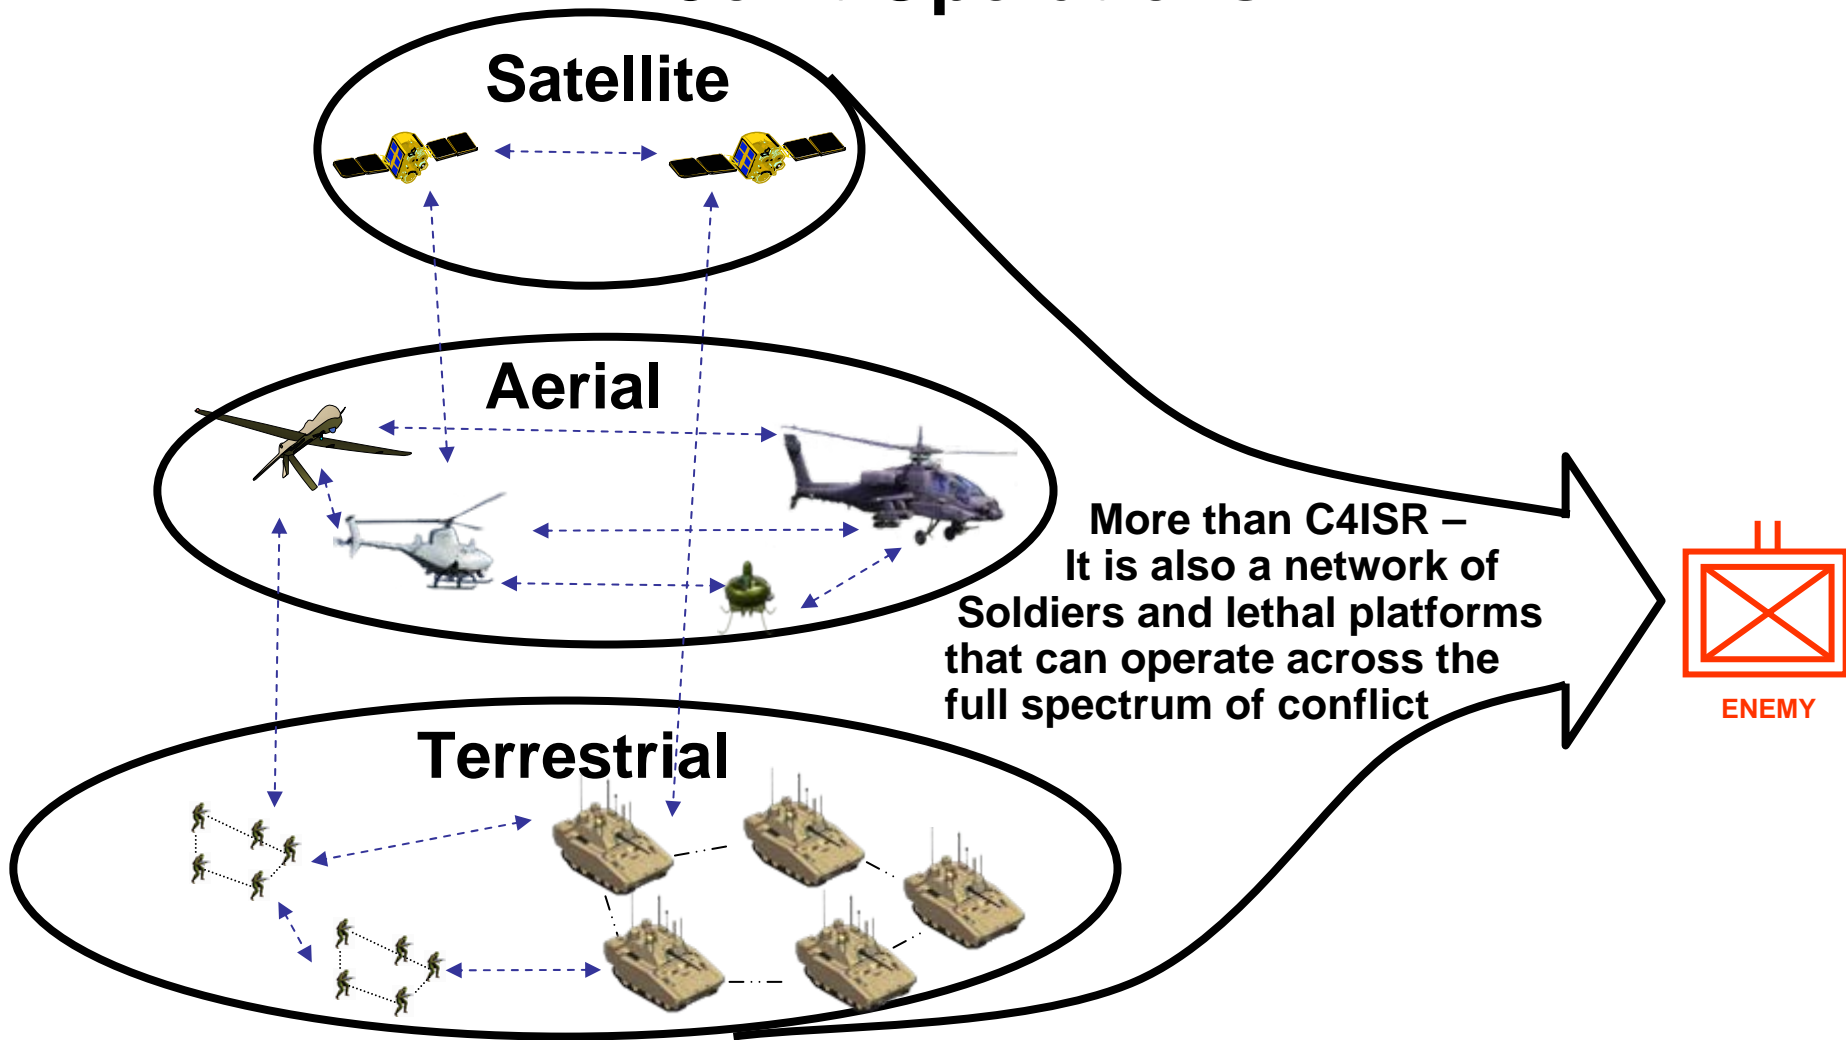 Operations
Satellite
Aerial
More than C4ISR –
It is also a network of
Soldiers and lethal platforms
that can operate across the
full spectrum of conflict
ENEMY
Terrestrial